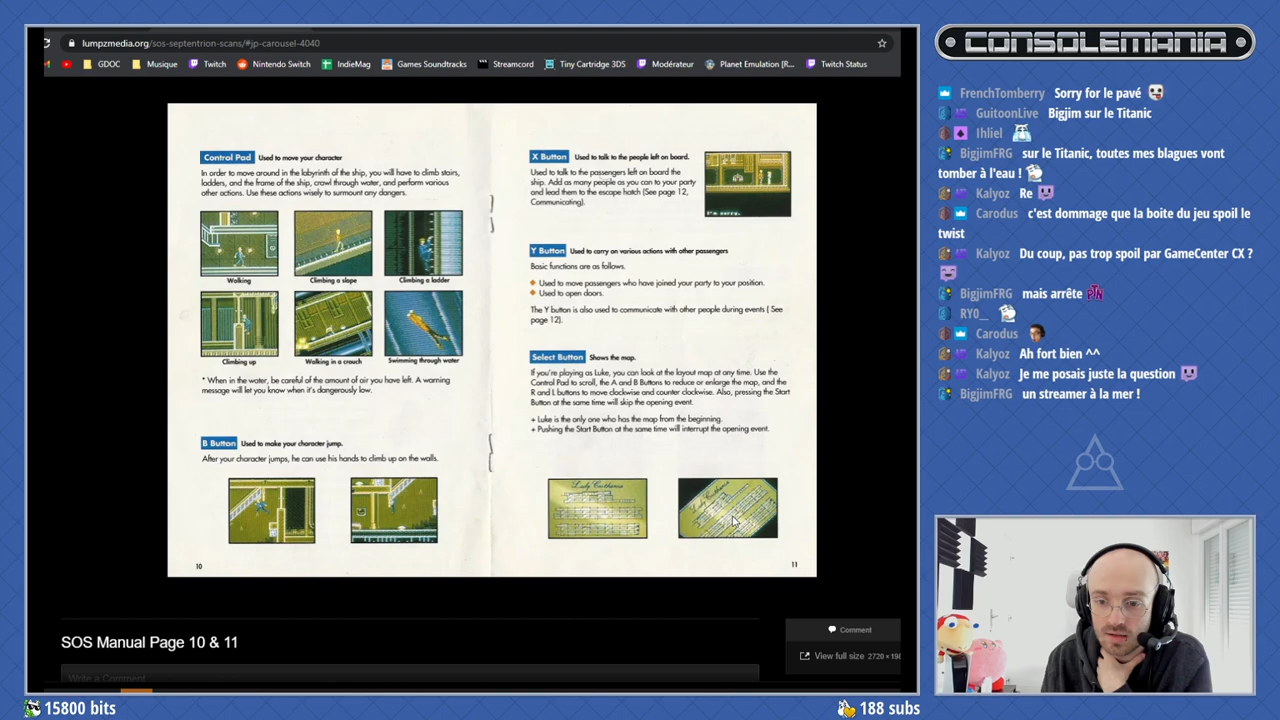 lumpzmedia.org/sos-septentrion-scans/#jp-carousel-4040
GDOC Musique Twitch Nintendo Switch IndieMag Games Soundtracks Streamcord Tiny Cartridge 3DS Modérateur Planet Emulation [R... Twitch Status
Control Pad Used to move your character
In order to move around in the labyrinth of the ship, you will have to climb stairs,
ladders, and the frame of the ship, crawl through water, and perform various
other actions. Use these actions wisely to surmount any dangers.
Walking Climbing a slope Climbing a ladder
Climbing up Walking in a crouch Swimming through water
* When in the water, be careful of the amount of air you have left. A warning
message will let you know when it's dangerously low.
B Button Used to make your character jump.
After your character jumps, he can use his hands to climb up on the walls.
10
X Button Used to talk to the people left on board.
Used to talk to the passengers left on board the
ship. Add as many people as you can to your party
and lead them to the escape hatch (See page 12,
Communicating).
I'm sorry.
Y Button Used to carry on various actions with other passengers
Basic functions are as follows.
Used to move passengers who have joined your party to your position.
Used to open doors.
The Y button is also used to communicate with other people during events ( See
page 12).
Select Button Shows the map.
If you're playing as Luke, you can look at the layout map at any time. Use the
Control Pad to scroll, the A and B Buttons to reduce or enlarge the map, and the
R and L buttons to move clockwise and counter clockwise. Also, pressing the Start
Button at the same time will skip the opening event.
+ Luke is the only one who has the map from the beginning.
+ Pushing the Start Button at the same time will interrupt the opening event.
Lady Crithania
Lady Crithania
11
SOS Manual Page 10 & 11
Comment
View full size 2720×190
Write a Comment
CONSOLEMANIA
FrenchTomberry Sorry for le pavé
GuitoonLive Bigjim sur le Titanic
Ihliel
BigjimFRG sur le Titanic, toutes mes blagues vont
tomber à l'eau !
Kalyoz Re
Carodus c'est dommage que la boite du jeu spoil le
twist
Kalyoz Du coup, pas trop spoil par GameCenter CX ?
BigjimFRG mais arrête PTN
RY0_
Carodus
Kalyoz Ah fort bien ^^
Kalyoz Je me posais juste la question
BigjimFRG un streamer à la mer !
15800 bits
188 subs